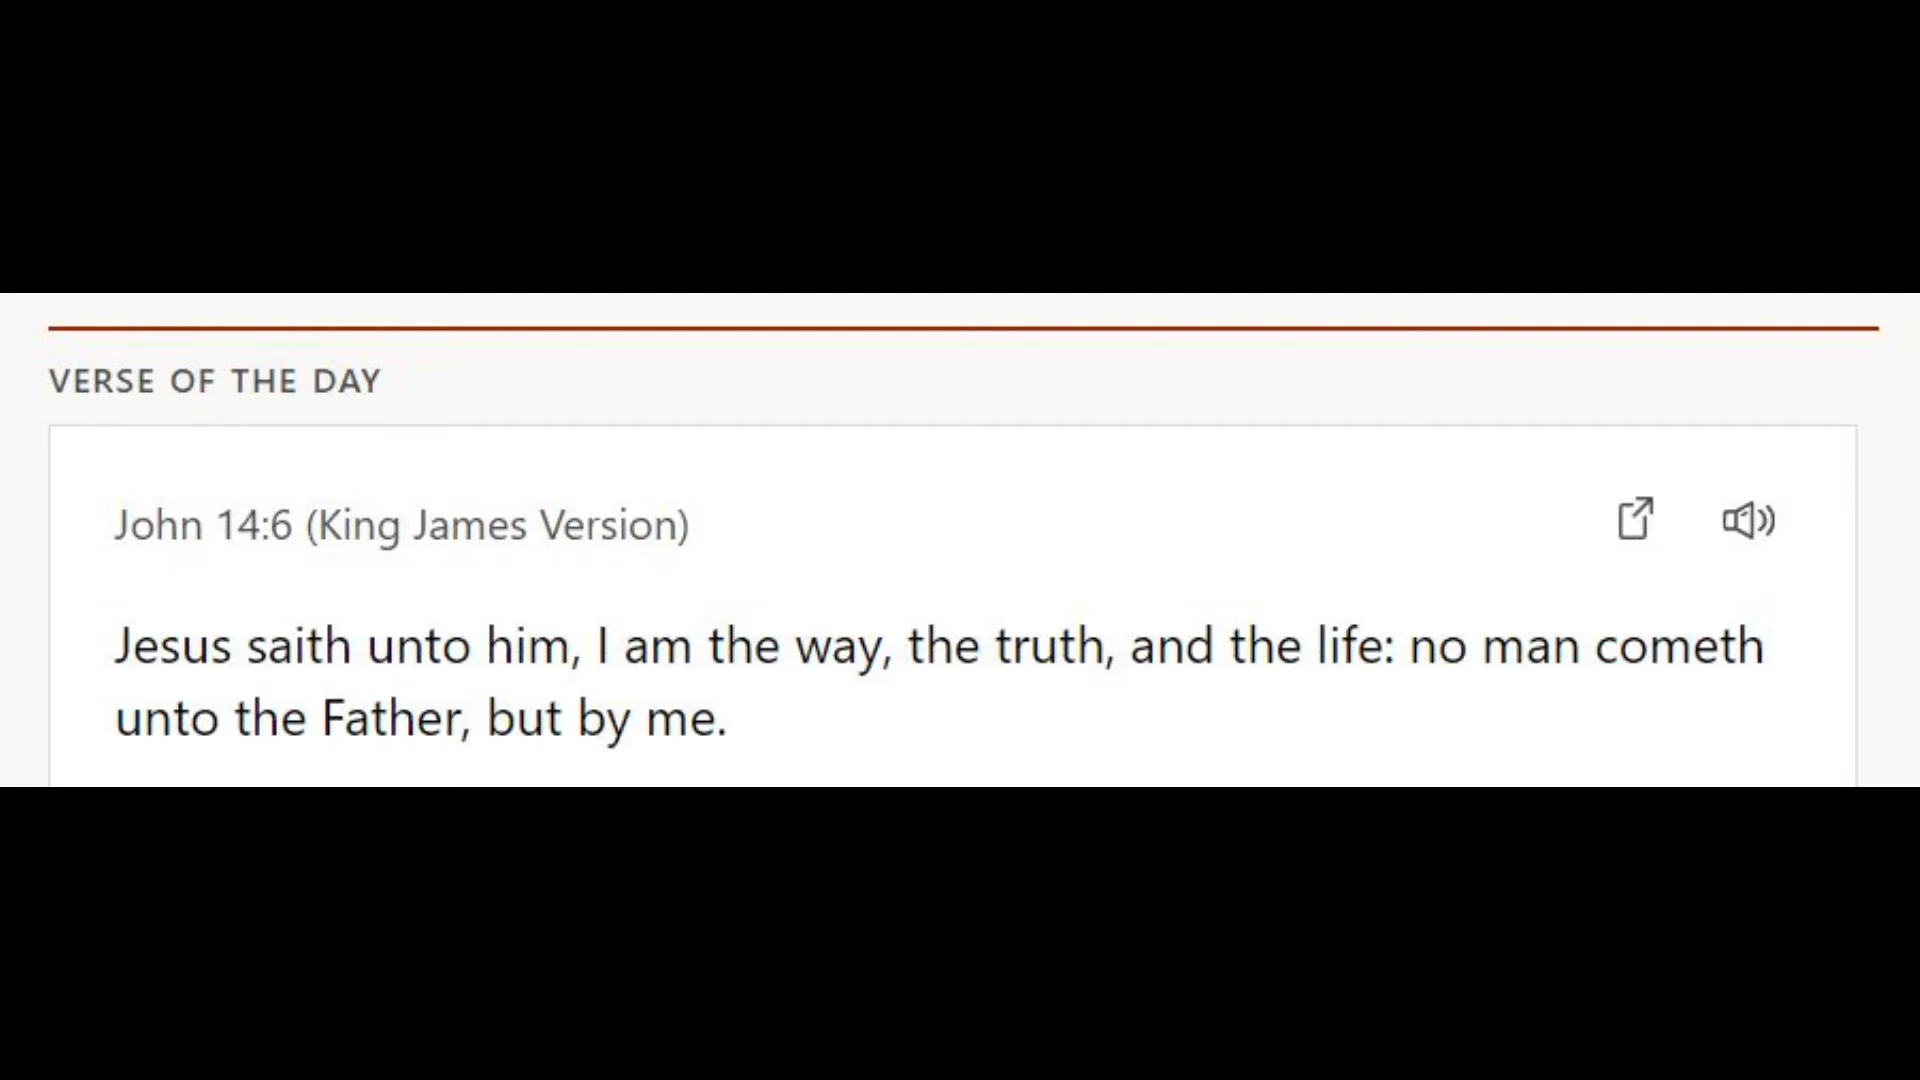 VERSE OF THE DAY
John 14:6 (King James Version)
Jesus saith unto him, I am the way, the truth, and the life: no man cometh
unto the Father, but by me.